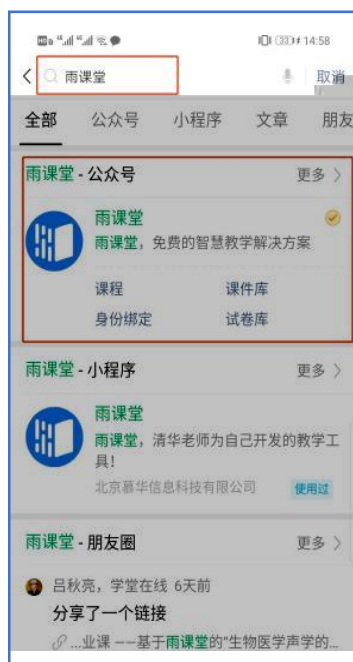 14:58
雨课堂
取消
全部 公众号 小程序 文章 朋友
雨课堂 - 公众号 更多
雨课堂
雨课堂，免费的智慧教学解决方案
课程 课件库
身份绑定 试卷库
雨课堂 - 小程序 更多
雨课堂
雨课堂，清华老师为自己开发的教学工
具！
北京慕华信息科技有限公司 使用过
雨课堂 - 朋友圈 更多
吕秋亮，学堂在线 6天前
分享了一个链接
...业课 ——基于雨课堂的"生物医学声学的...